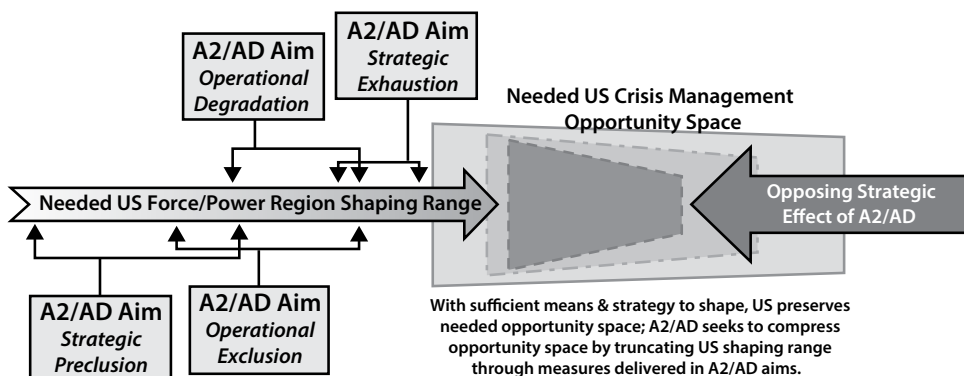 A2/AD Aim
Operational
Degradation
A2/AD Aim
Strategic
Exhaustion
Needed US Crisis Management
Opportunity Space
Needed US Force/Power Region Shaping Range
Opposing Strategic
Effect of A2/AD
A2/AD Aim
Strategic
Preclusion
A2/AD Aim
Operational
Exclusion
With sufficient means & strategy to shape, US preserves
needed opportunity space; A2/AD seeks to compress
opportunity space by truncating US shaping range
through measures delivered in A2/AD aims.